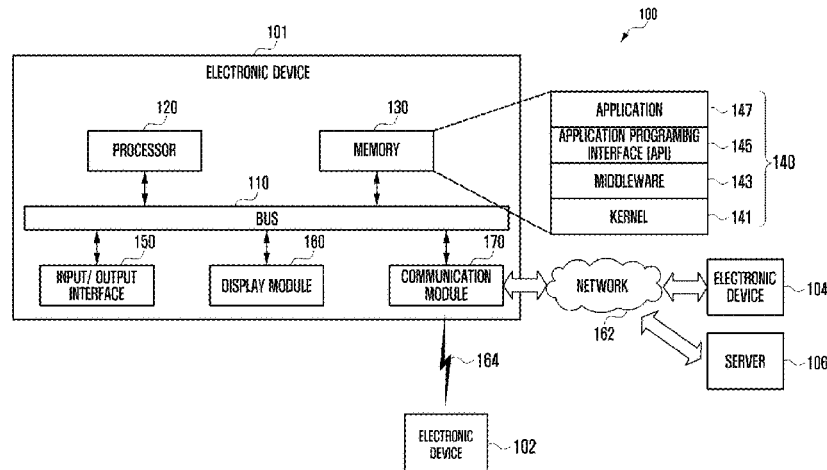 100
101
ELECTRONIC DEVICE
120
PROCESSOR
130
MEMORY
APPLICATION
147
APPLICATION PROGRAMING
INTERFACE (API)
145
MIDDLEWARE
143
KERNEL
141
140
110
BUS
150
INPUT/ OUTPUT
INTERFACE
160
DISPLAY MODULE
170
COMMUNICATION
MODULE
NETWORK
162
ELECTRONIC
DEVICE
104
SERVER
106
164
ELECTRONIC
DEVICE
102